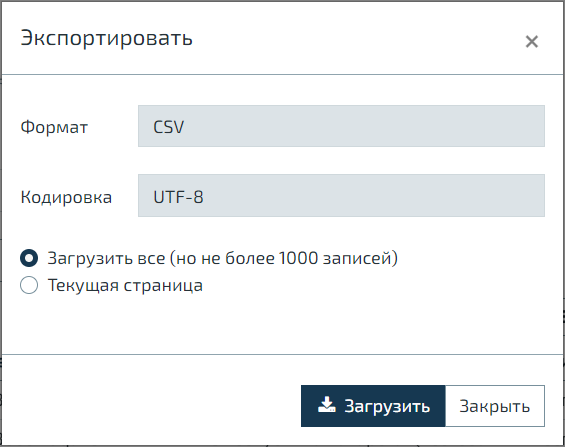 Экспортировать
×
Формат CSV
Кодировка UTF-8
Загрузить все (но не более 1000 записей)
Текущая страница
Загрузить Закрыть